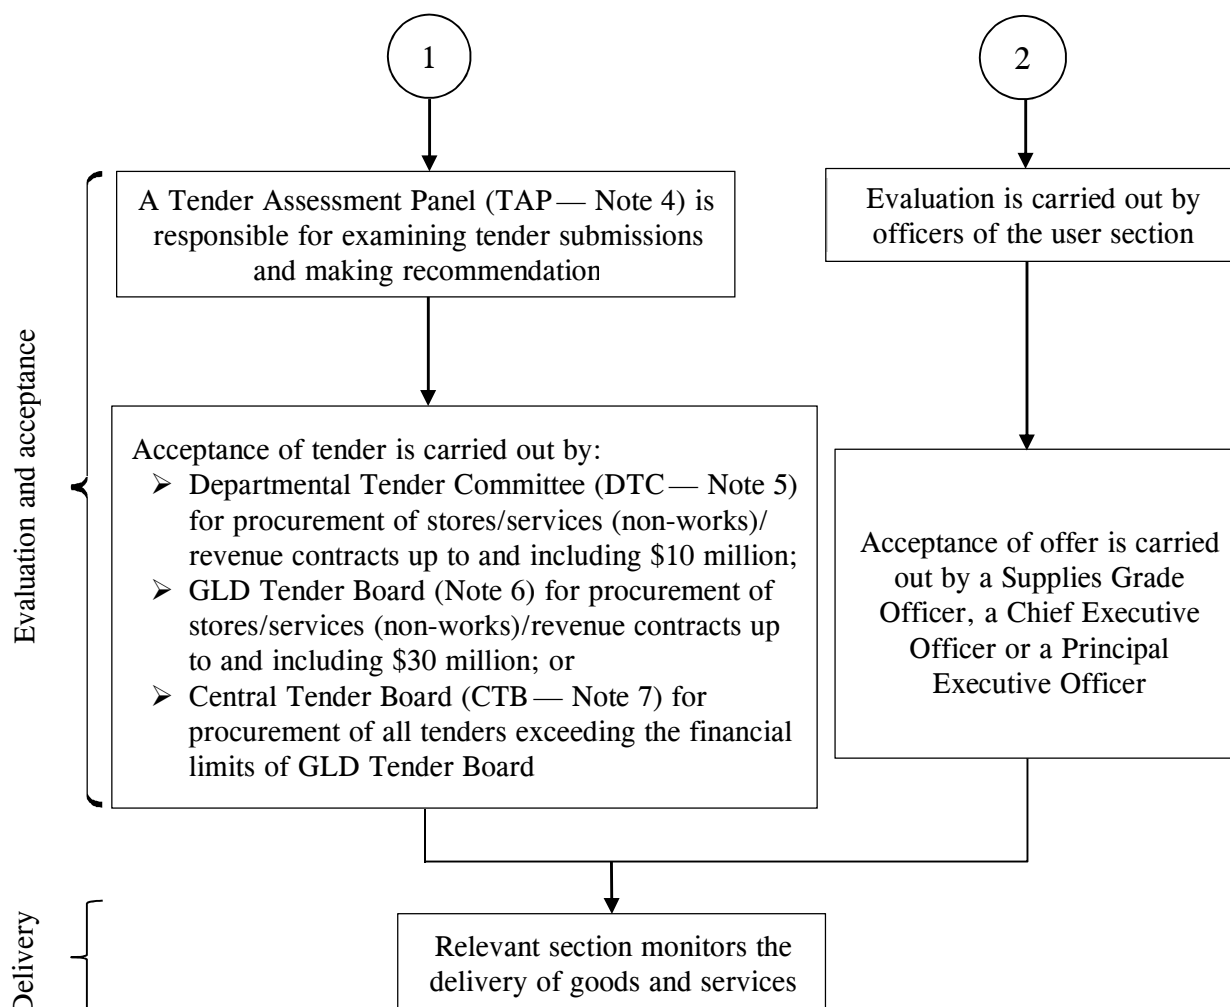 1
2
Evaluation and acceptance
A Tender Assessment Panel (TAP — Note 4) is
responsible for examining tender submissions
and making recommendation
Evaluation is carried out by
officers of the user section
Acceptance of tender is carried out by:
➢ Departmental Tender Committee (DTC — Note 5)
for procurement of stores/services (non-works)/
revenue contracts up to and including $10 million;
➢ GLD Tender Board (Note 6) for procurement of
stores/services (non-works)/revenue contracts up
to and including $30 million; or
➢ Central Tender Board (CTB — Note 7) for
procurement of all tenders exceeding the financial
limits of GLD Tender Board
Acceptance of offer is carried
out by a Supplies Grade
Officer, a Chief Executive
Officer or a Principal
Executive Officer
Delivery
Relevant section monitors the
delivery of goods and services